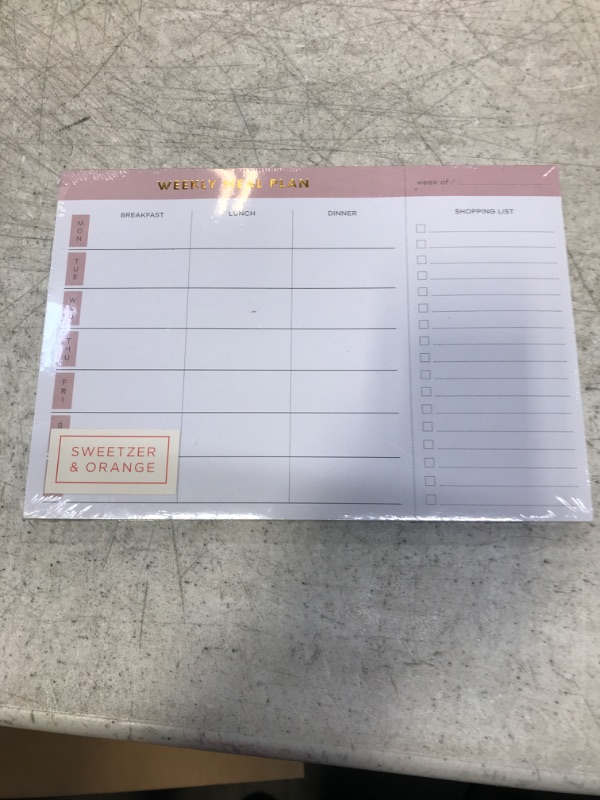 WEEKLY MEAL PLAN
week of /
BREAKFAST LUNCH DINNER
SHOPPING LIST
MON
TUE
WED
THU
FRI
S
SWEETZER
& ORANGE